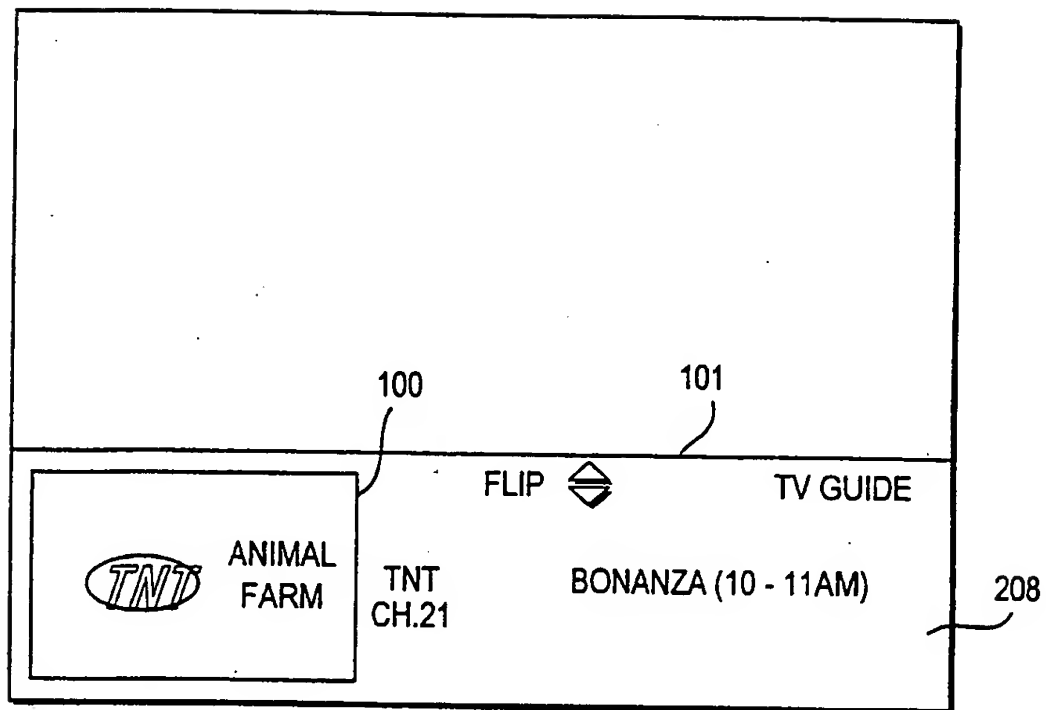 100
101
FLIP
TV GUIDE
TNT
ANIMAL
FARM
TNT
CH.21
BONANZA (10 - 11AM)
208